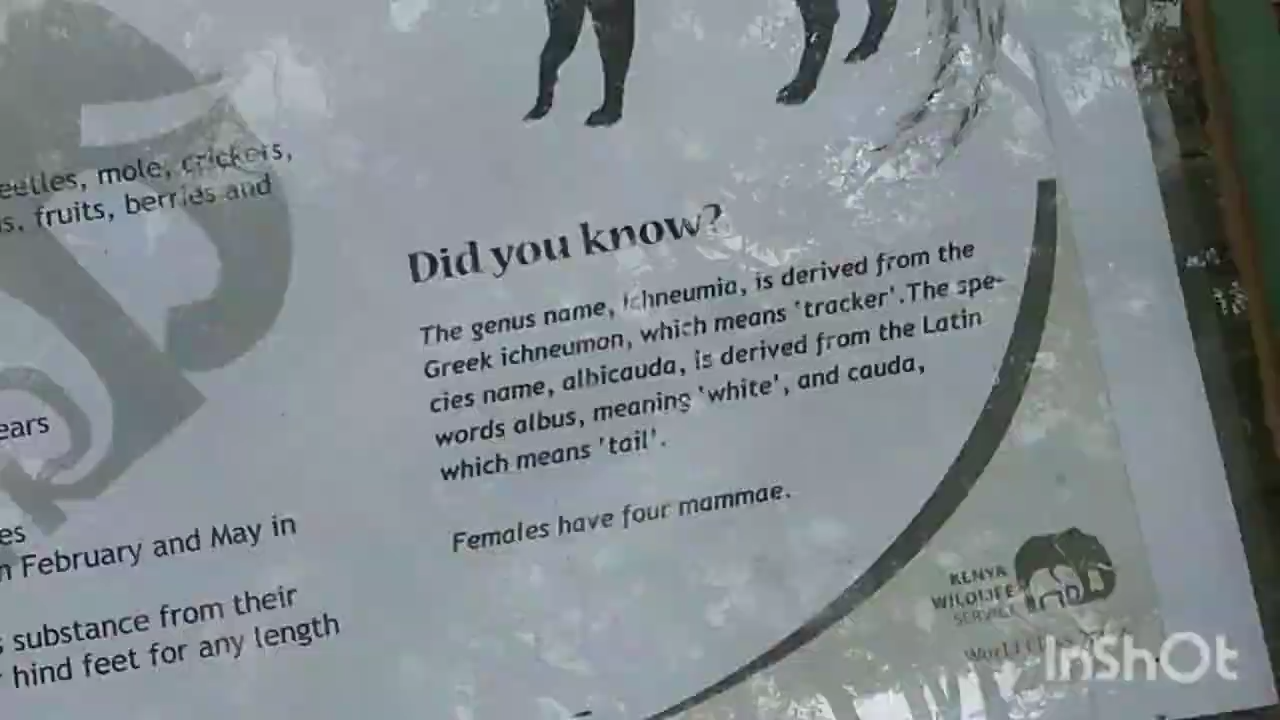 eetles, mole, crickets,
s, fruits, berries and
Did you know?
The genus name, ichneumia, is derived from the
Greek ichneumon, which means 'tracker'.The spe-
cies name, albicauda, is derived from the Latin
words albus, meaning 'white', and cauda,
which means 'tail'.
Females have four mammae.
ears
es
n February and May in
s substance from their
hind feet for any length
KENYA
WILDLIFE
SERVICE
InShOt